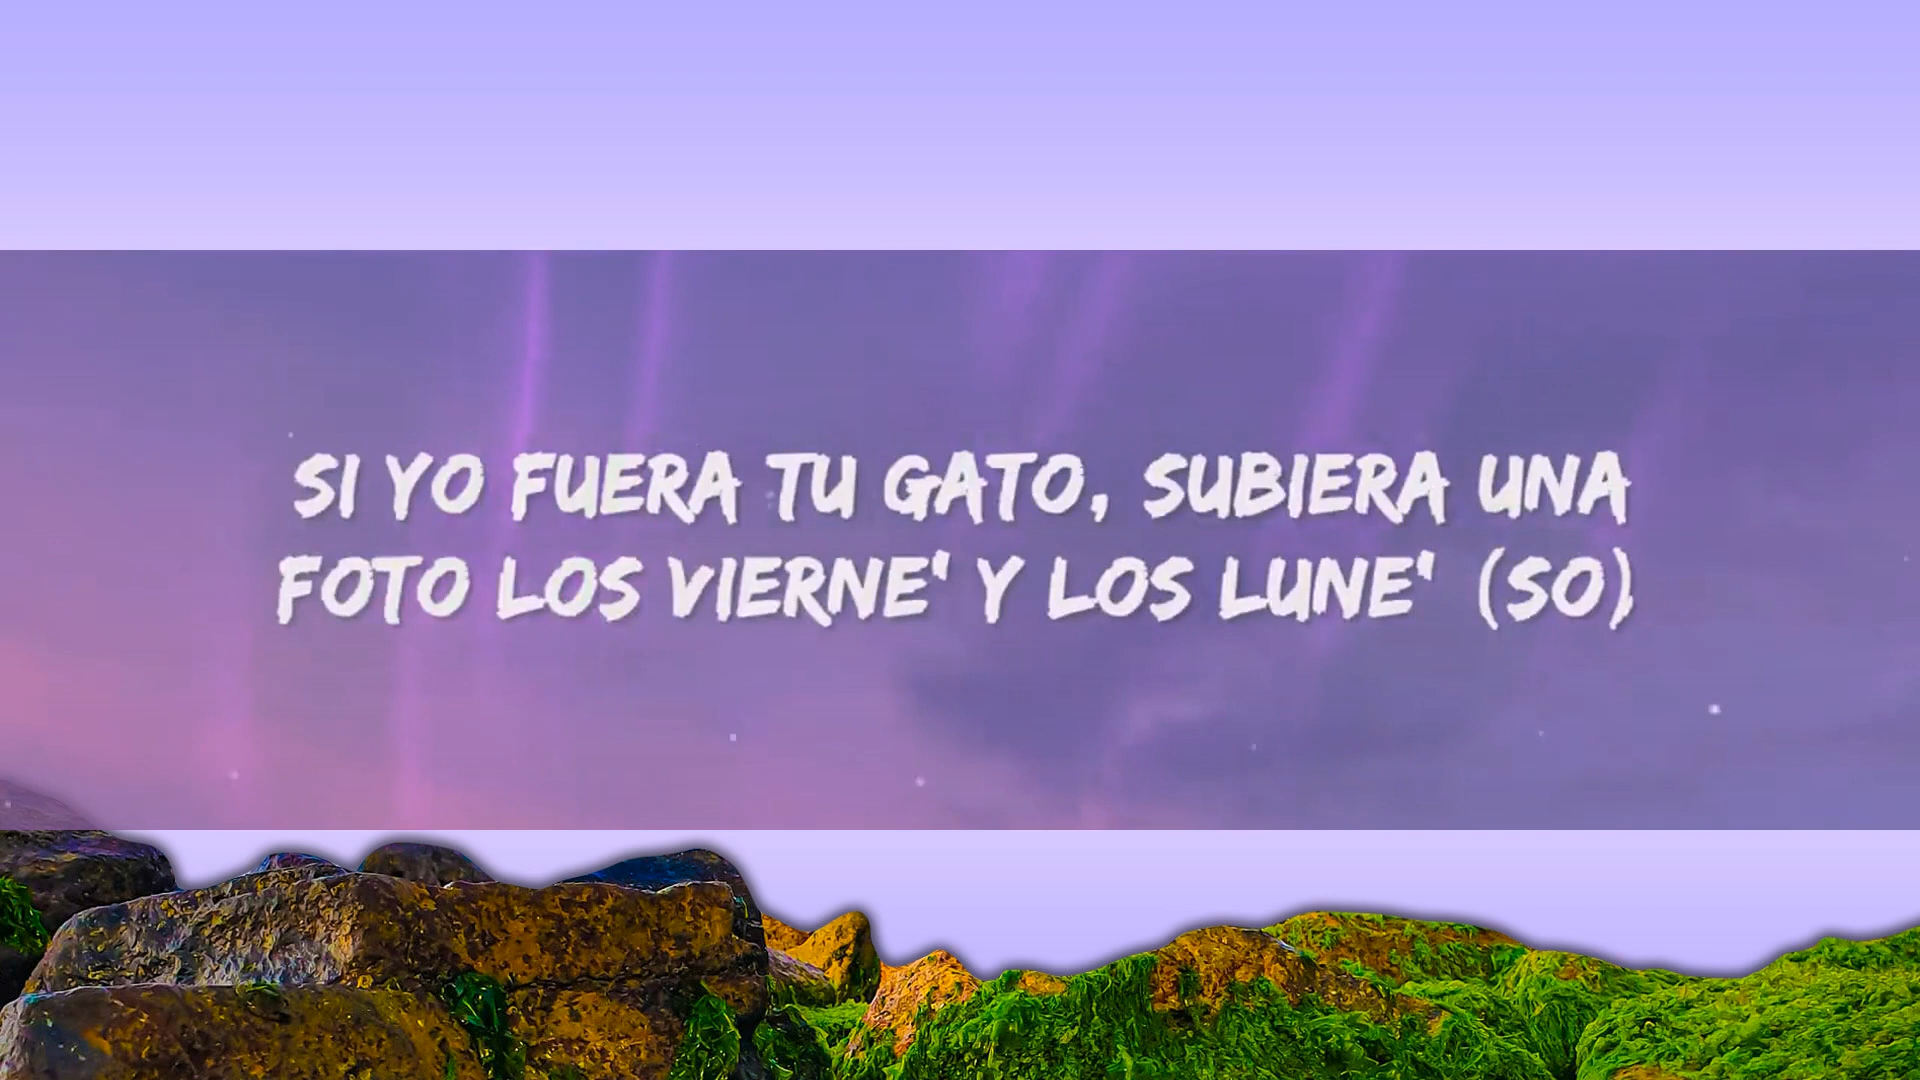 SI YO FUERA TU GATO, SUBIERA UNA
FOTO LOS VIERNE' Y LOS LUNE' (SO)